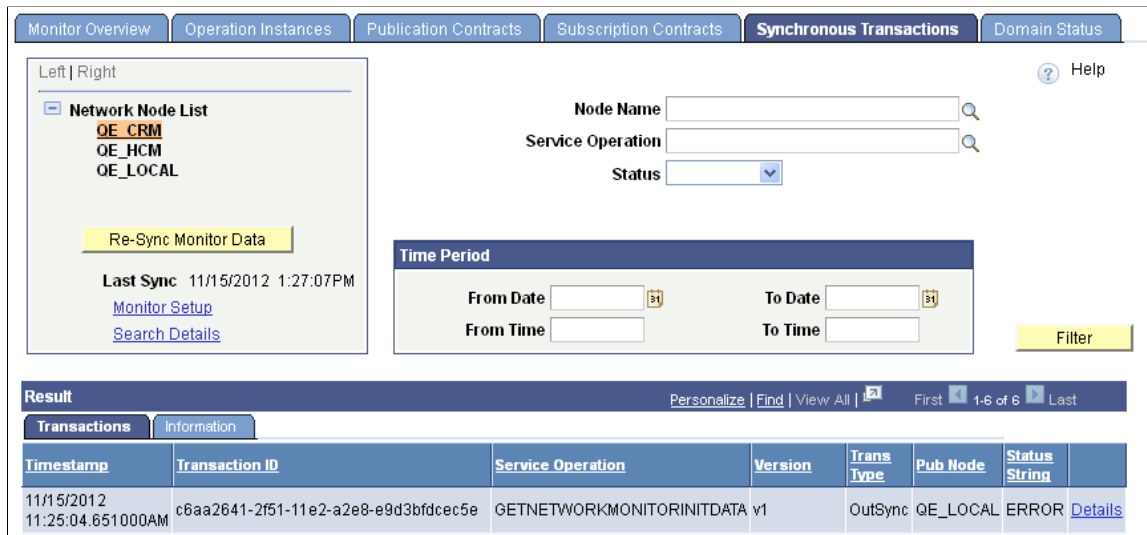 Monitor Overview Operation Instances Publication Contracts Subscription Contracts Synchronous Transactions Domain Status
Left | Right
Help
Network Node List
QE_CRM
QE_HCM
QE_LOCAL
Node Name
Service Operation
Status
Re-Sync Monitor Data
Last Sync 11/15/2012 1:27:07PM
Monitor Setup
Search Details
Time Period
From Date 31 To Date 31
From Time To Time
Filter
Result Personalize | Find | View All | First 1-6 of 6 Last
Transactions Information
Timestamp Transaction ID Service Operation Version Trans Type Pub Node Status String
11/15/2012 11:25:04.651000AM c6aa2641-2f51-11e2-a2e8-e9d3bfdcec5e GETNETWORKMONITORINITDATA v1 OutSync QE_LOCAL ERROR Details